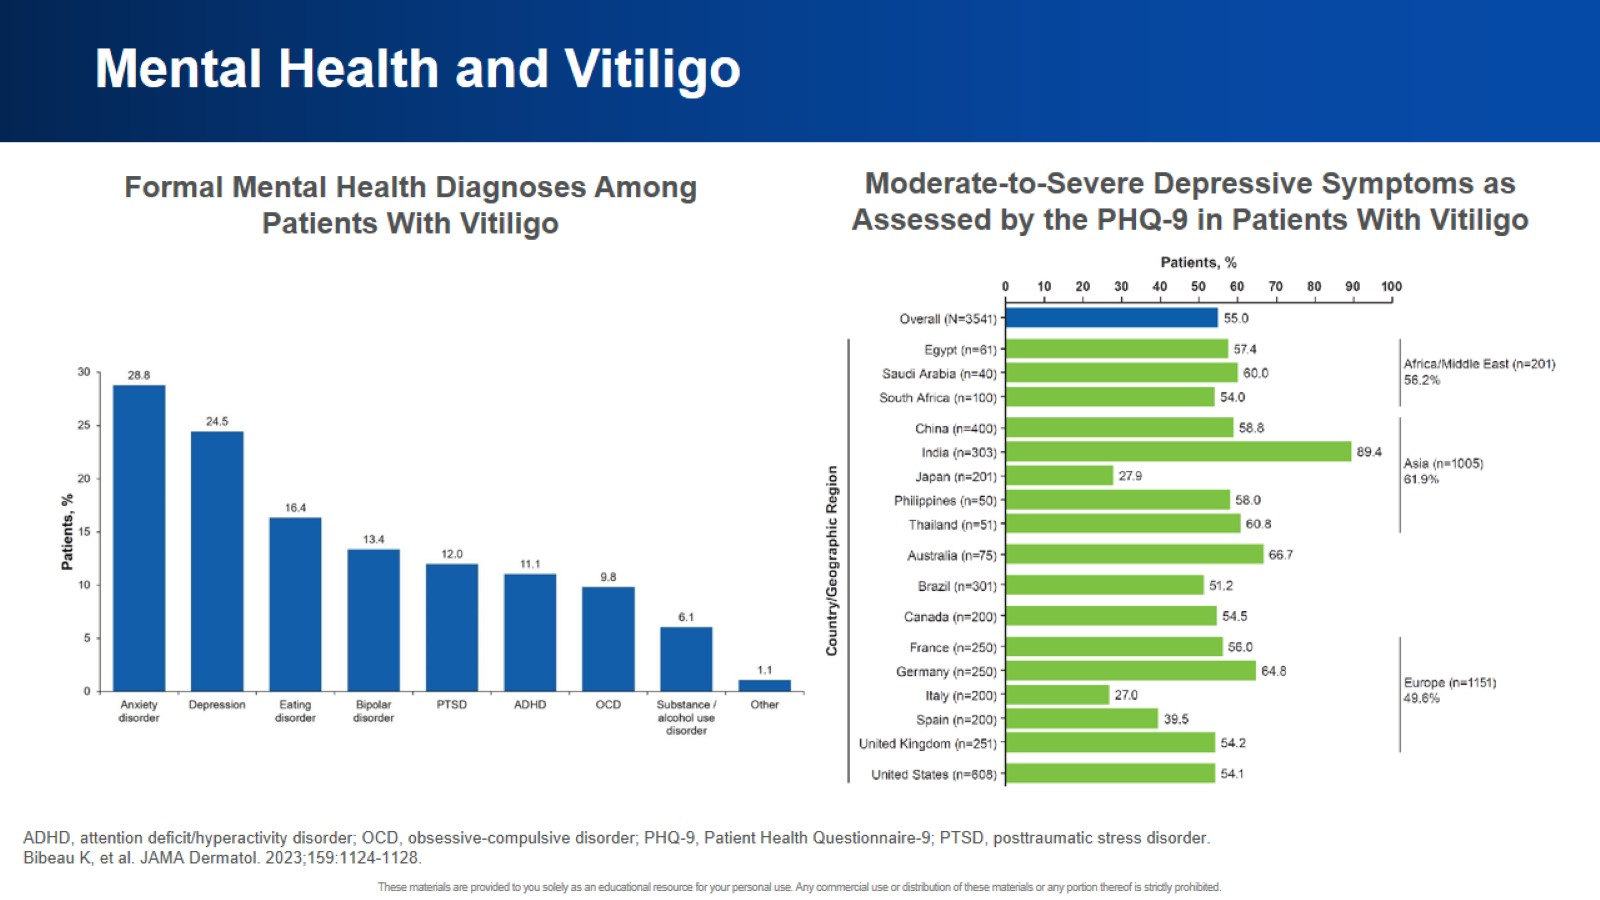 Mental Health and Vitiligo
Formal Mental Health Diagnoses Among
Patients With Vitiligo
Patients, %
30
25
20
15
10
5
0
28.8
24.5
16.4
13.4
12.0
11.1
9.8
6.1
1.1
Anxiety
disorder
Depression
Eating
disorder
Bipolar
disorder
PTSD
ADHD
OCD
Substance /
alcohol use
disorder
Other
Moderate-to-Severe Depressive Symptoms as
Assessed by the PHQ-9 in Patients With Vitiligo
Patients, %
0 10 20 30 40 50 60 70 80 90 100
Country/Geographic Region
Overall (N=3541) 55.0
Egypt (n=61) 57.4
Saudi Arabia (n=40) 60.0
South Africa (n=100) 54.0
Africa/Middle East (n=201)
56.2%
China (n=400) 58.8
India (n=303) 89.4
Japan (n=201) 27.9
Philippines (n=50) 58.0
Thailand (n=51) 60.8
Asia (n=1005)
61.9%
Australia (n=75) 66.7
Brazil (n=301) 51.2
Canada (n=200) 54.5
France (n=250) 56.0
Germany (n=250) 64.8
Italy (n=200) 27.0
Spain (n=200) 39.5
United Kingdom (n=251) 54.2
Europe (n=1151)
49.6%
United States (n=608) 54.1
ADHD, attention deficit/hyperactivity disorder; OCD, obsessive-compulsive disorder; PHQ-9, Patient Health Questionnaire-9; PTSD, posttraumatic stress disorder.
Bibeau K, et al. JAMA Dermatol. 2023;159:1124-1128.
These materials are provided to you solely as an educational resource for your personal use. Any commercial use or distribution of these materials or any portion thereof is strictly prohibited.